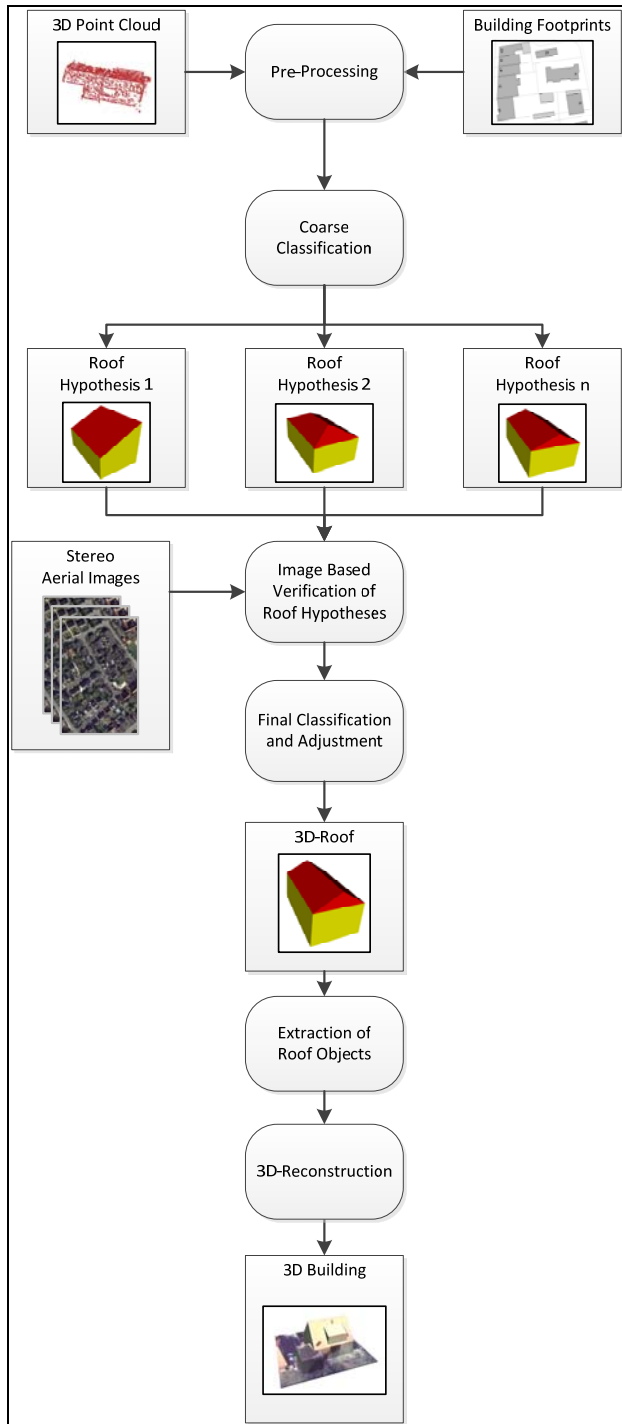 3D Point Cloud
Pre-Processing
Building Footprints
Coarse
Classification
Roof
Hypothesis 1
Roof
Hypothesis 2
Roof
Hypothesis n
Stereo
Aerial Images
Image Based
Verification of
Roof Hypotheses
Final Classification
and Adjustment
3D-Roof
Extraction of
Roof Objects
3D-Reconstruction
3D Building